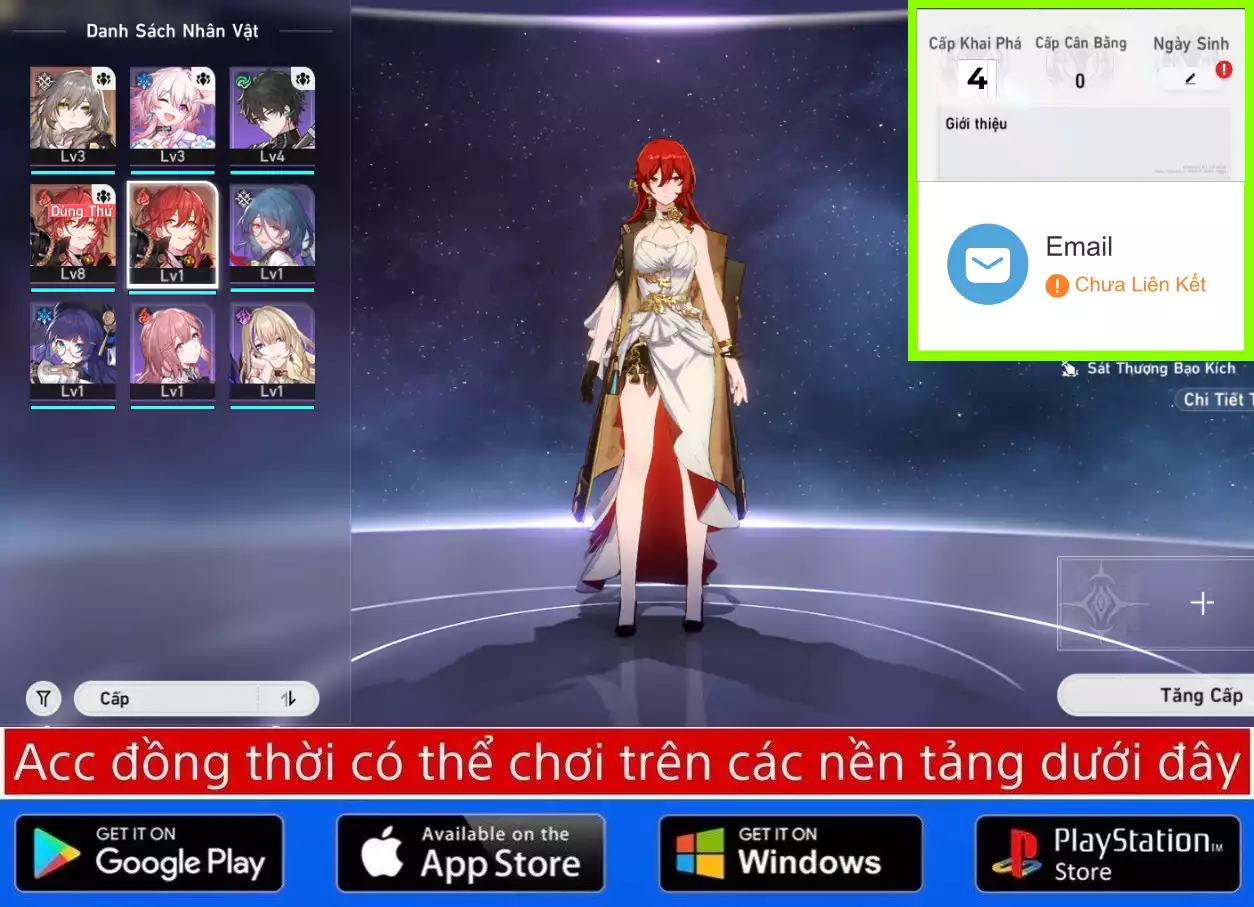 Danh Sách Nhân Vật
Lv3
Lv3
Lv4
Dùng Thử
Lv8
Lv1
Lv1
Lv1
Lv1
Lv1
Cấp
Cấp Khai Phá
Cấp Cân Bằng
Ngày Sinh
4
0
Giới thiệu
Email
Chưa Liên Kết
Sát Thượng Bạo Kích
Chi Tiết T
Tăng Cấp
Acc đồng thời có thể chơi trên các nền tảng dưới đây
GET IT ON
Google Play
Available on the
App Store
GET IT ON
Windows
PlayStation™
Store